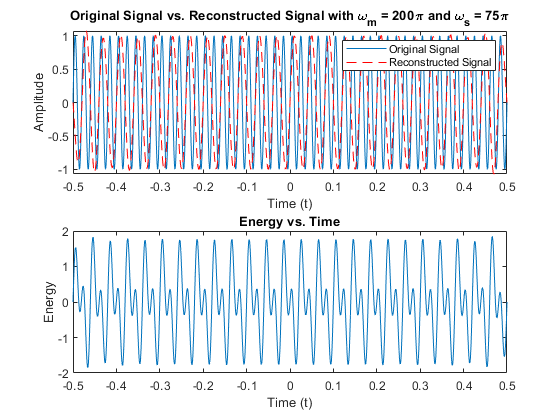 Original Signal vs. Reconstructed Signal with ωm = 200π and ωs = 75π
1
0.5
0
-0.5
-1
Amplitude
Original Signal
Reconstructed Signal
-0.5 -0.4 -0.3 -0.2 -0.1 0 0.1 0.2 0.3 0.4 0.5
Time (t)
Energy vs. Time
2
1
0
-1
-2
Energy
-0.5 -0.4 -0.3 -0.2 -0.1 0 0.1 0.2 0.3 0.4 0.5
Time (t)